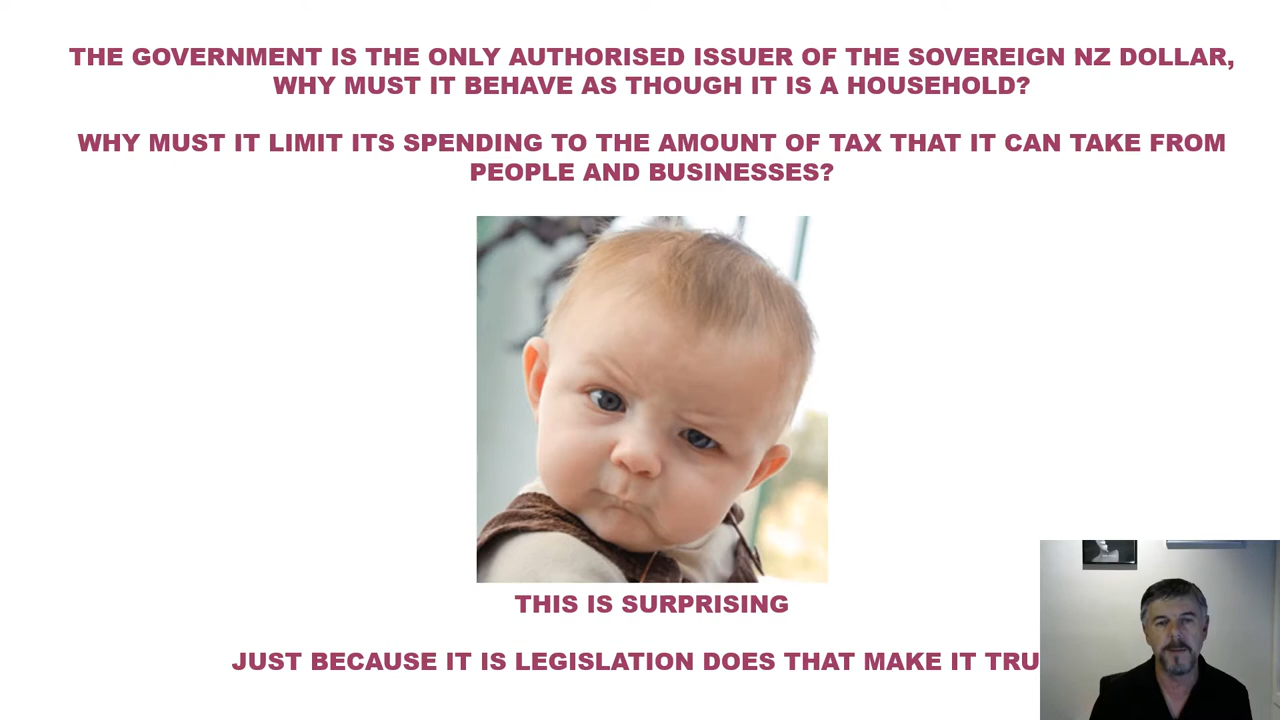 THE GOVERNMENT IS THE ONLY AUTHORISED ISSUER OF THE SOVEREIGN NZ DOLLAR,
WHY MUST IT BEHAVE AS THOUGH IT IS A HOUSEHOLD?
WHY MUST IT LIMIT ITS SPENDING TO THE AMOUNT OF TAX THAT IT CAN TAKE FROM
PEOPLE AND BUSINESSES?
THIS IS SURPRISING
JUST BECAUSE IT IS LEGISLATION DOES THAT MAKE IT TRU